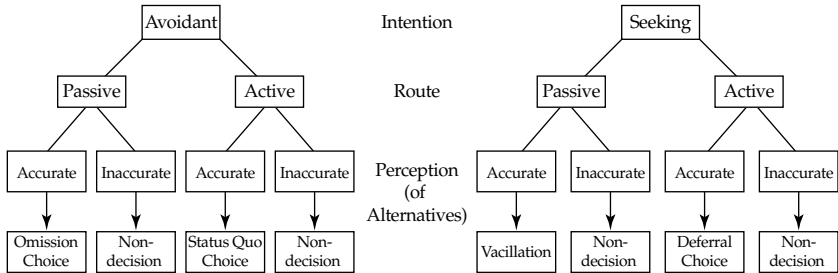 Avoidant Intention Seeking
Passive Active Route Passive Active
Accurate Inaccurate Accurate Inaccurate Perception Accurate Inaccurate Accurate Inaccurate
(of
Alternatives)
Omission Non- Status Quo Non- Vacillation Non- Deferral Non-
Choice decision Choice decision decision Choice decision